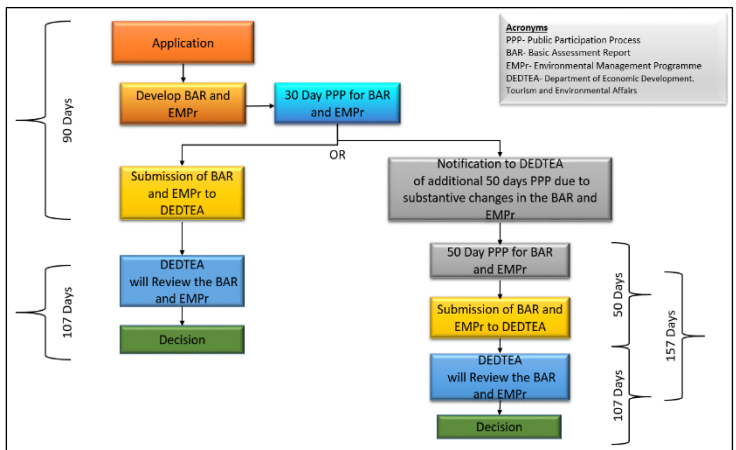 Acronyms
PPP- Public Participation Process
BAR- Basic Assessment Report
EMPr- Environmental Management Programme
DEDTEA- Department of Economic Development.
Tourism and Environmental Affairs
Application
Develop BAR and
EMPr
30 Day PPP for BAR
and EMPr
90 Days
OR
Submission of BAR
and EMPr to
DEDTEA
Notification to DEDTEA
of additional 50 days PPP due to
substantive changes in the BAR and
EMPr
DEDTEA
will Review the BAR
and EMPr
107 Days
Decision
50 Day PPP for BAR
and EMPr
50 Days
Submission of BAR and
EMPr to DEDTEA
157 Days
DEDTEA
will Review the BAR
and EMPr
107 Days
Decision